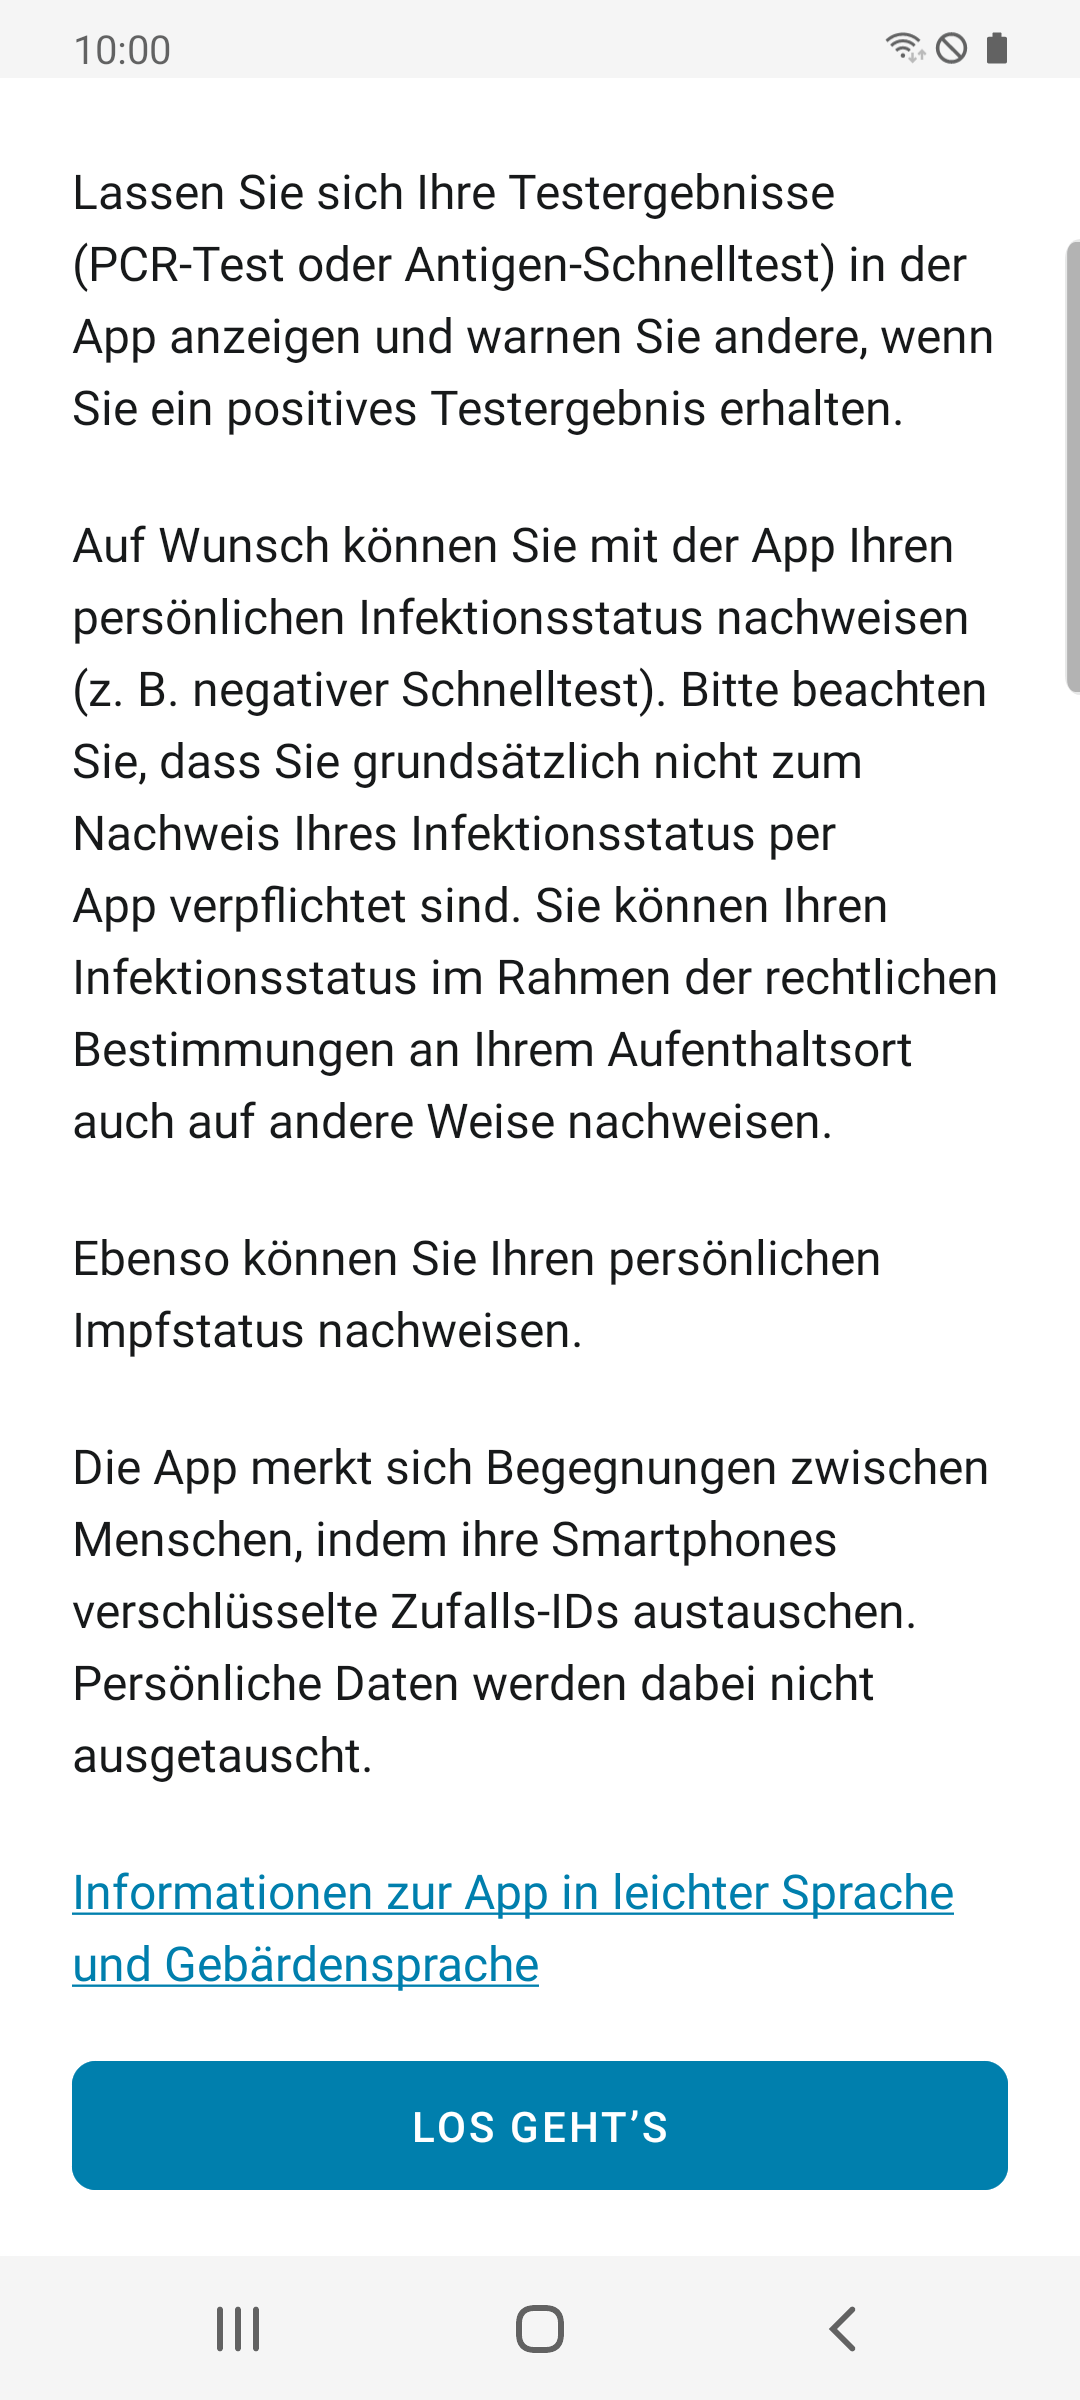 10:00
Lassen Sie sich Ihre Testergebnisse
(PCR-Test oder Antigen-Schnelltest) in der
App anzeigen und warnen Sie andere, wenn
Sie ein positives Testergebnis erhalten.
Auf Wunsch können Sie mit der App Ihren
persönlichen Infektionsstatus nachweisen
(z. B. negativer Schnelltest). Bitte beachten
Sie, dass Sie grundsätzlich nicht zum
Nachweis Ihres Infektionsstatus per
App verpflichtet sind. Sie können Ihren
Infektionsstatus im Rahmen der rechtlichen
Bestimmungen an Ihrem Aufenthaltsort
auch auf andere Weise nachweisen.
Ebenso können Sie Ihren persönlichen
Impfstatus nachweisen.
Die App merkt sich Begegnungen zwischen
Menschen, indem ihre Smartphones
verschlüsselte Zufalls-IDs austauschen.
Persönliche Daten werden dabei nicht
ausgetauscht.
Informationen zur App in leichter Sprache
und Gebärdensprache
LOS GEHT’S